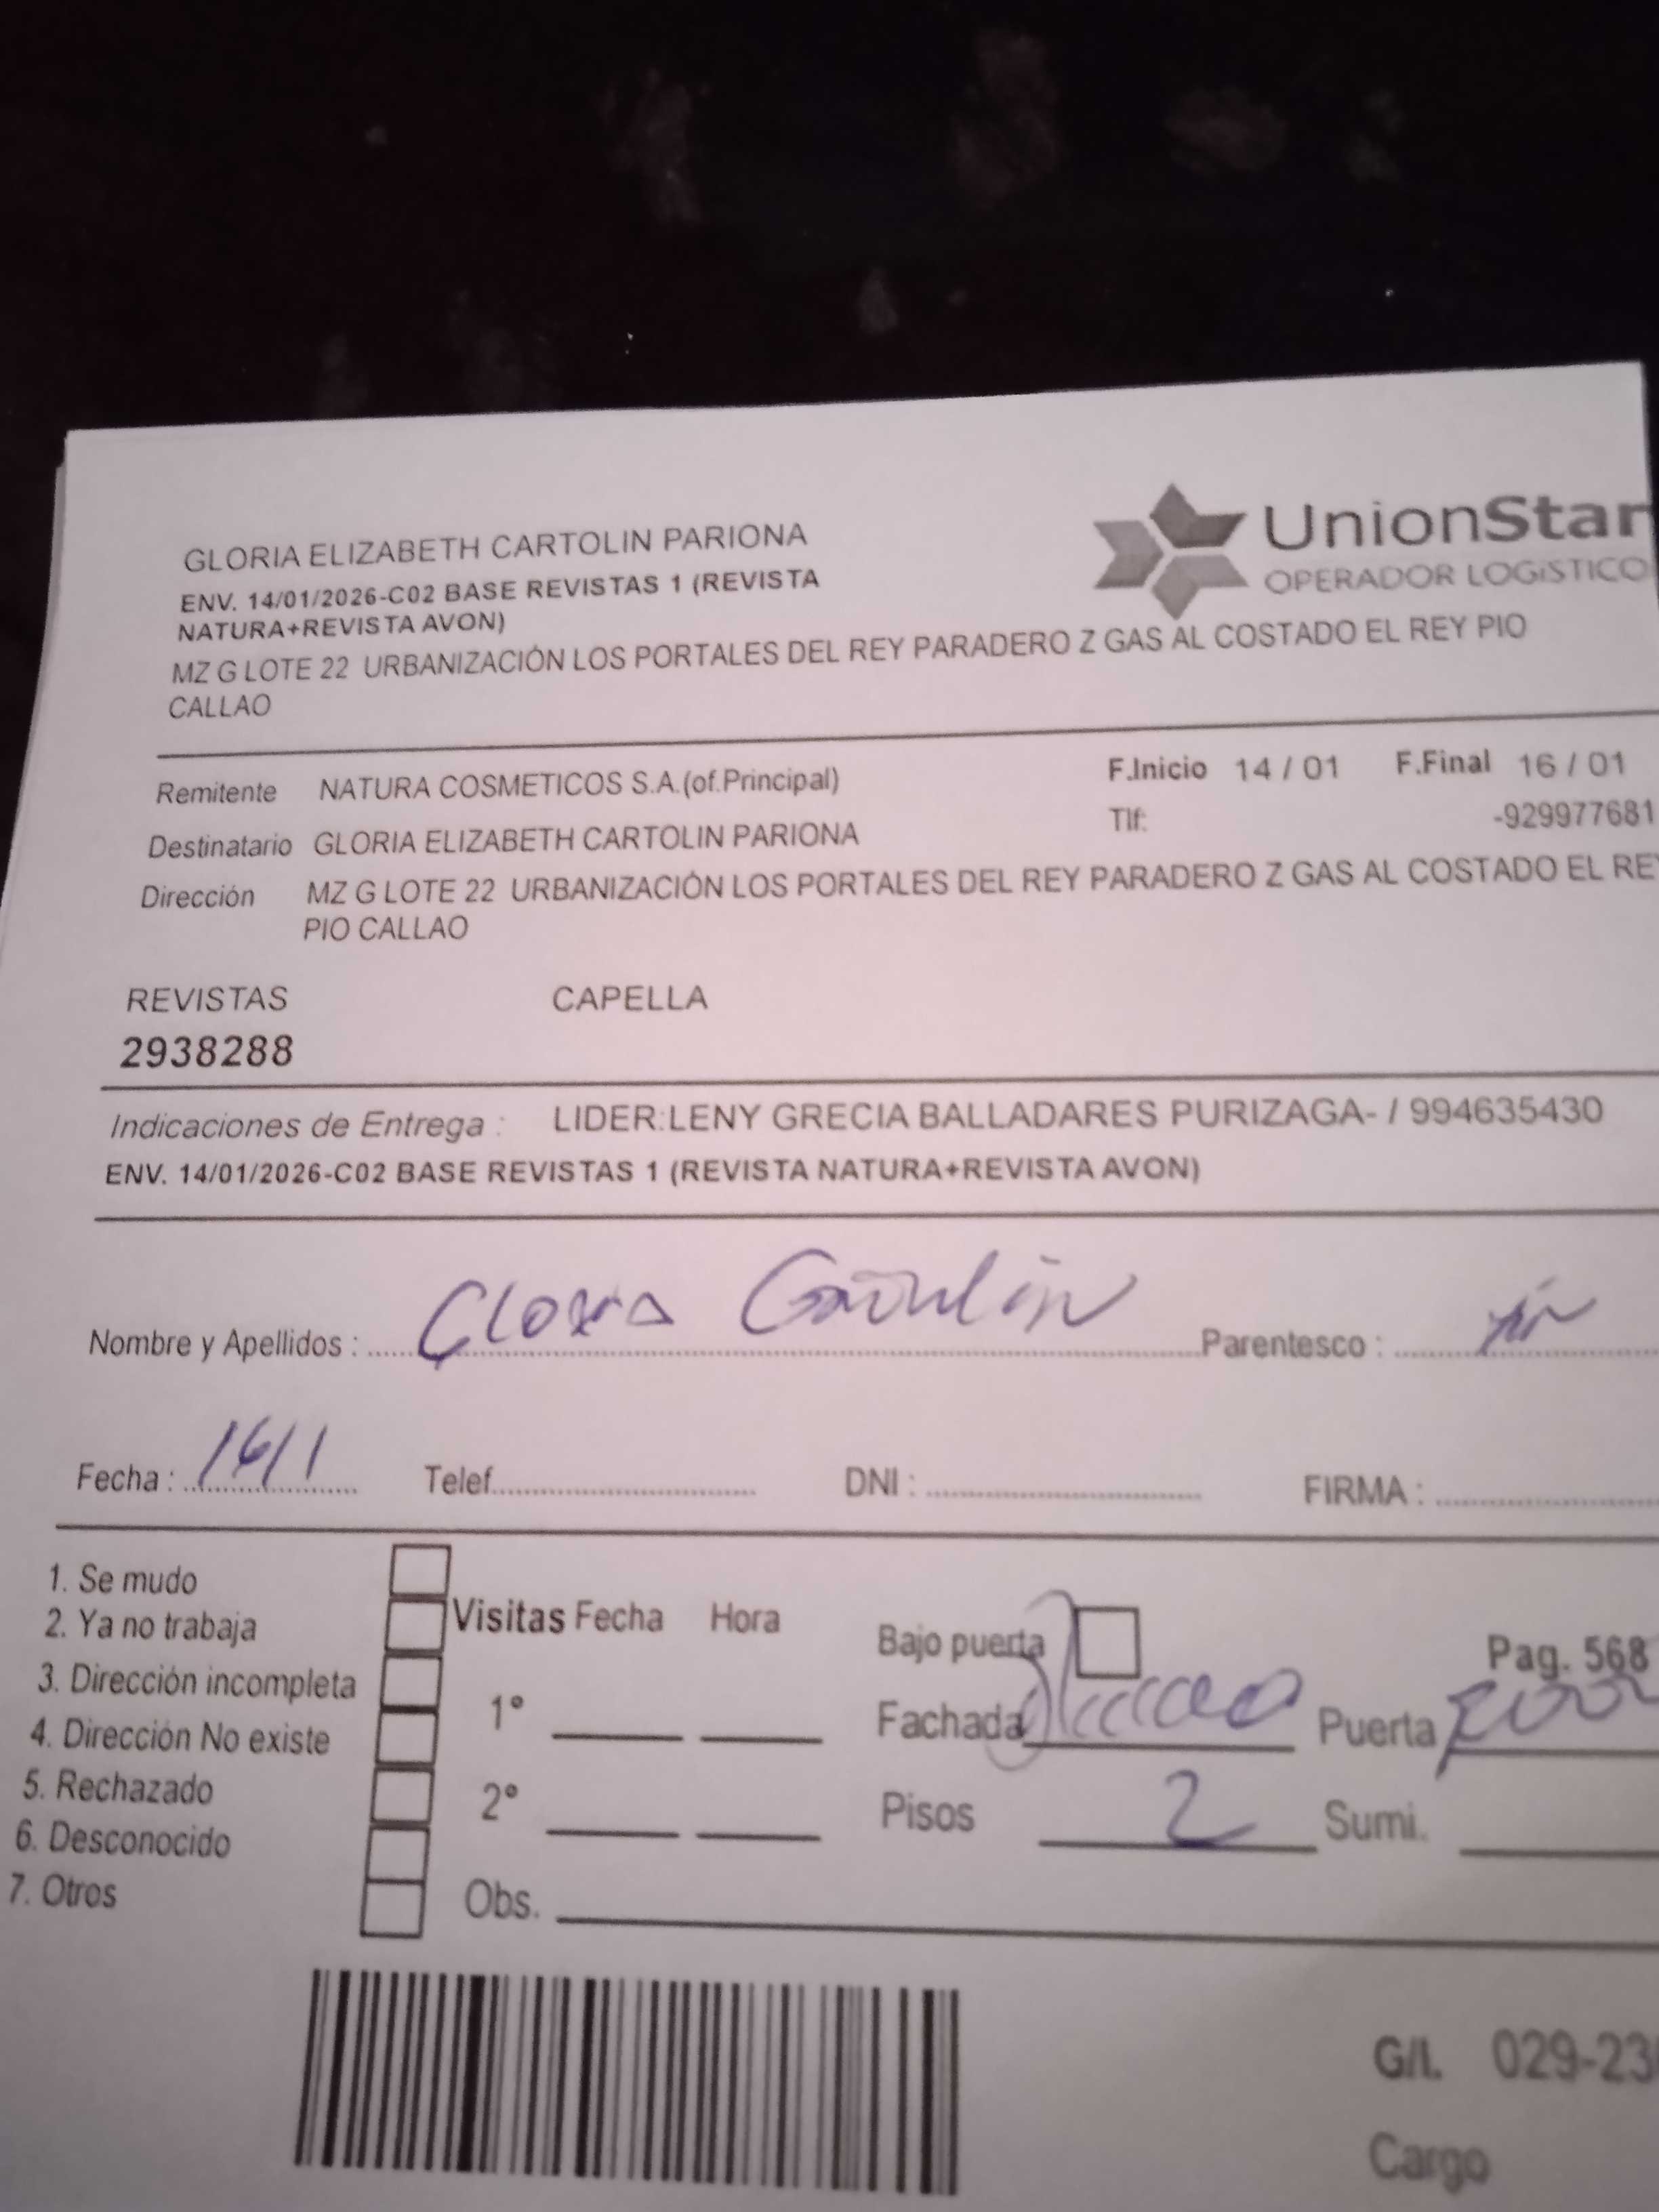 GLORIA ELIZABETH CARTOLIN PARIONA
UnionStar
OPERADOR LOGíSTICO
ENV. 14/01/2026-C02 BASE REVISTAS 1 (REVISTA
NATURA+REVISTA AVON)
MZ G LOTE 22 URBANIZACIÓN LOS PORTALES DEL REY PARADERO Z GAS AL COSTADO EL REY PIO
CALLAO
Remitente NATURA COSMETICOS S.A.(of.Principal) F.Inicio 14 / 01 F.Final 16 / 01
Destinatario GLORIA ELIZABETH CARTOLIN PARIONA Tlf: -929977681
Dirección MZ G LOTE 22 URBANIZACIÓN LOS PORTALES DEL REY PARADERO Z GAS AL COSTADO EL REY
PIO CALLAO
REVISTAS CAPELLA
2938288
Indicaciones de Entrega : LIDER:LENY GRECIA BALLADARES PURIZAGA- / 994635430
ENV. 14/01/2026-C02 BASE REVISTAS 1 (REVISTA NATURA+REVISTA AVON)
Nombre y Apellidos : Gloria Cartolin Parentesco :
Fecha : 16/1 Telef. DNI : FIRMA :
1. Se mudo
2. Ya no trabaja
3. Dirección incompleta
4. Dirección No existe
5. Rechazado
6. Desconocido
7. Otros
Visitas Fecha Hora
1°
2°
Obs.
Bajo puerta Pag. 568
Fachada Puerta
Pisos 2 Sumi.
G/I. 029-23
Cargo